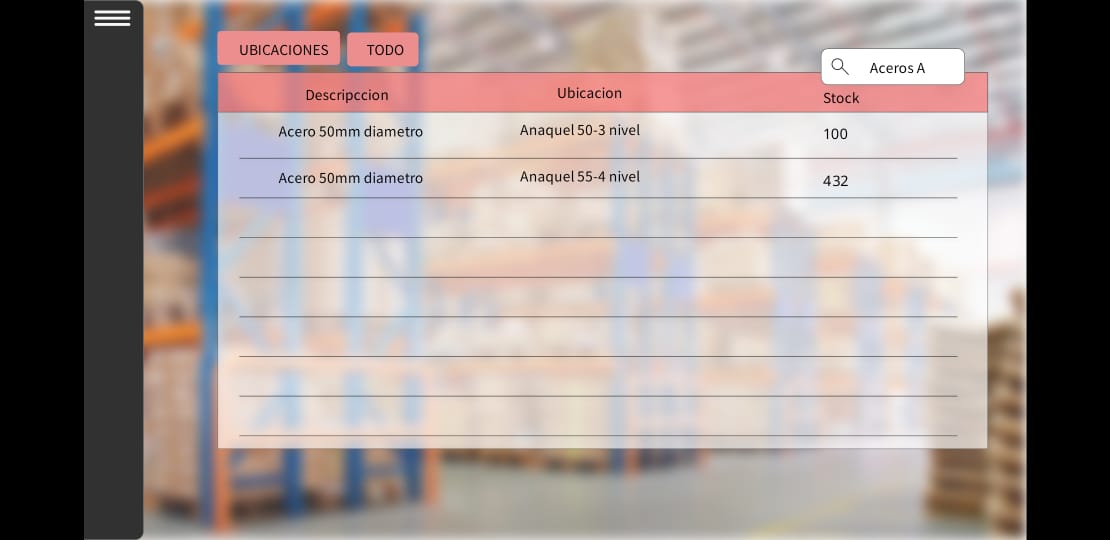 UBICACIONES
TODO
Aceros A
Descripccion
Ubicacion
Stock
Acero 50mm diametro
Anaquel 50-3 nivel
100
Acero 50mm diametro
Anaquel 55-4 nivel
432